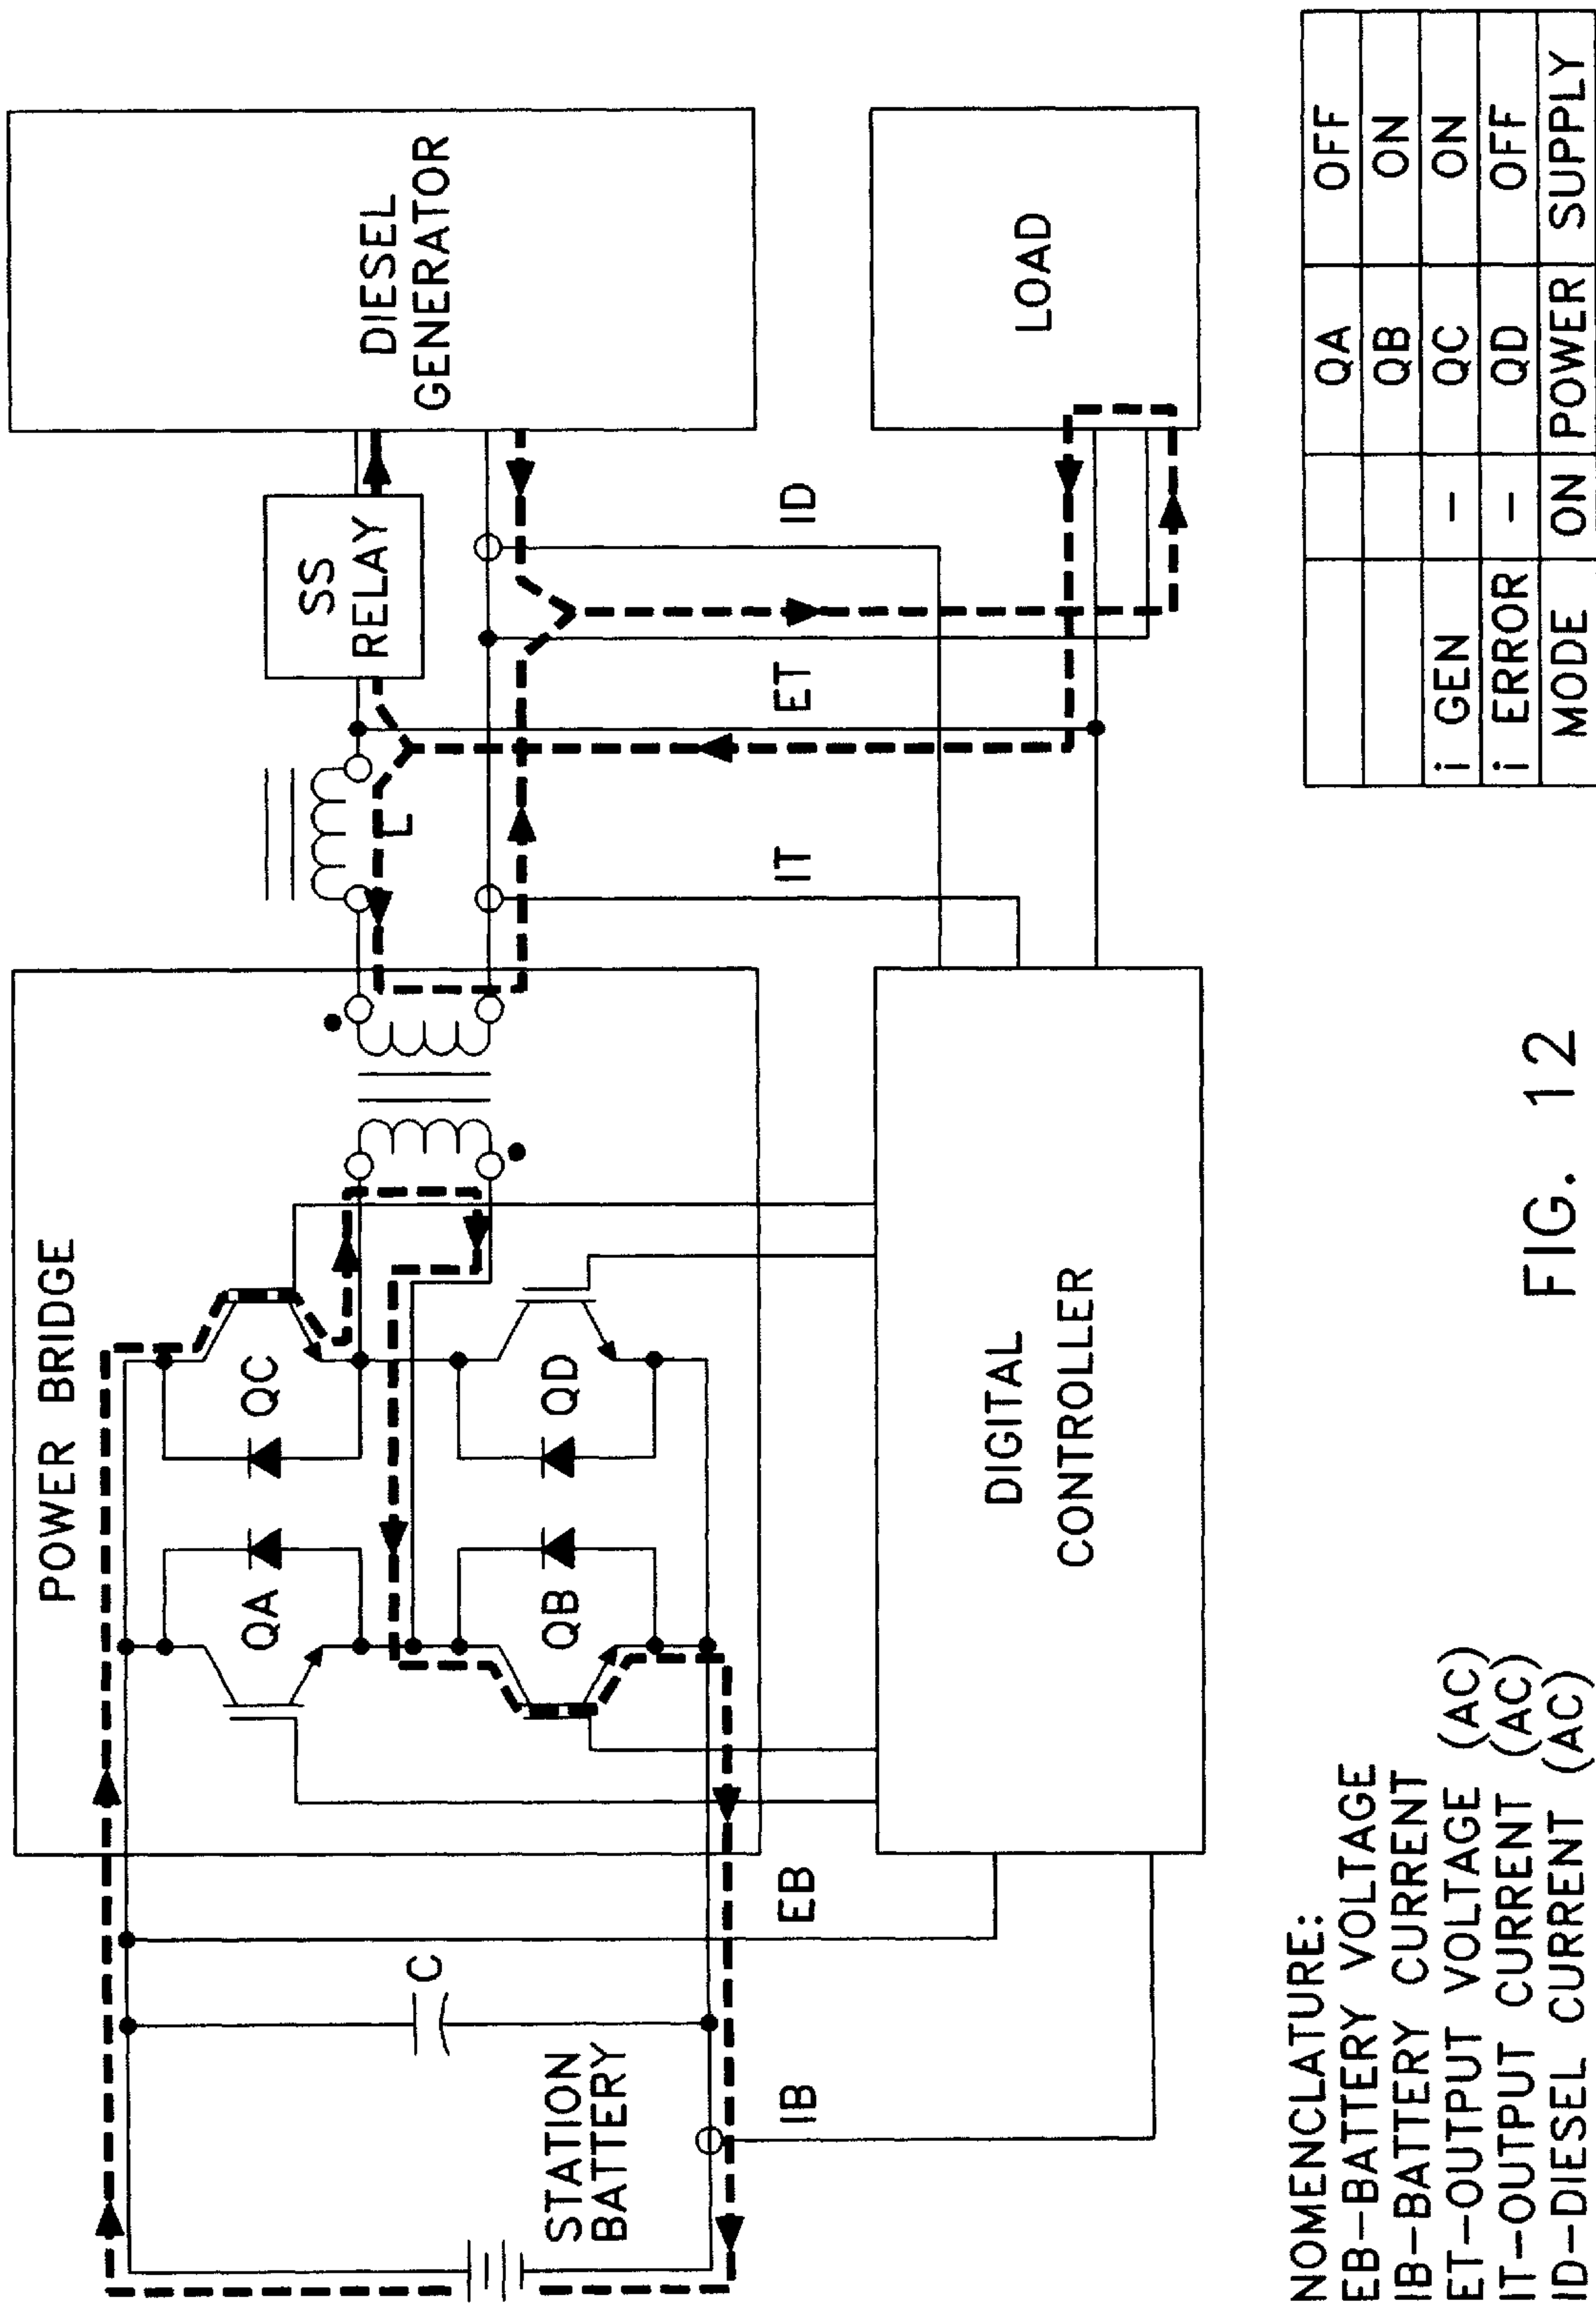 POWER BRIDGE
QA
QC
QB
QD
STATION
BATTERY
C
EB
IB
L
SS
RELAY
DIESEL
GENERATOR
IT
ET
ID
DIGITAL
CONTROLLER
LOAD
NOMENCLATURE:
EB-BATTERY VOLTAGE
IB-BATTERY CURRENT
ET-OUTPUT VOLTAGE (AC)
IT-OUTPUT CURRENT (AC)
ID-DIESEL CURRENT (AC)
FIG. 12
QA OFF
QB ON
i GEN - QC ON
i ERROR - QD OFF
MODE ON POWER SUPPLY